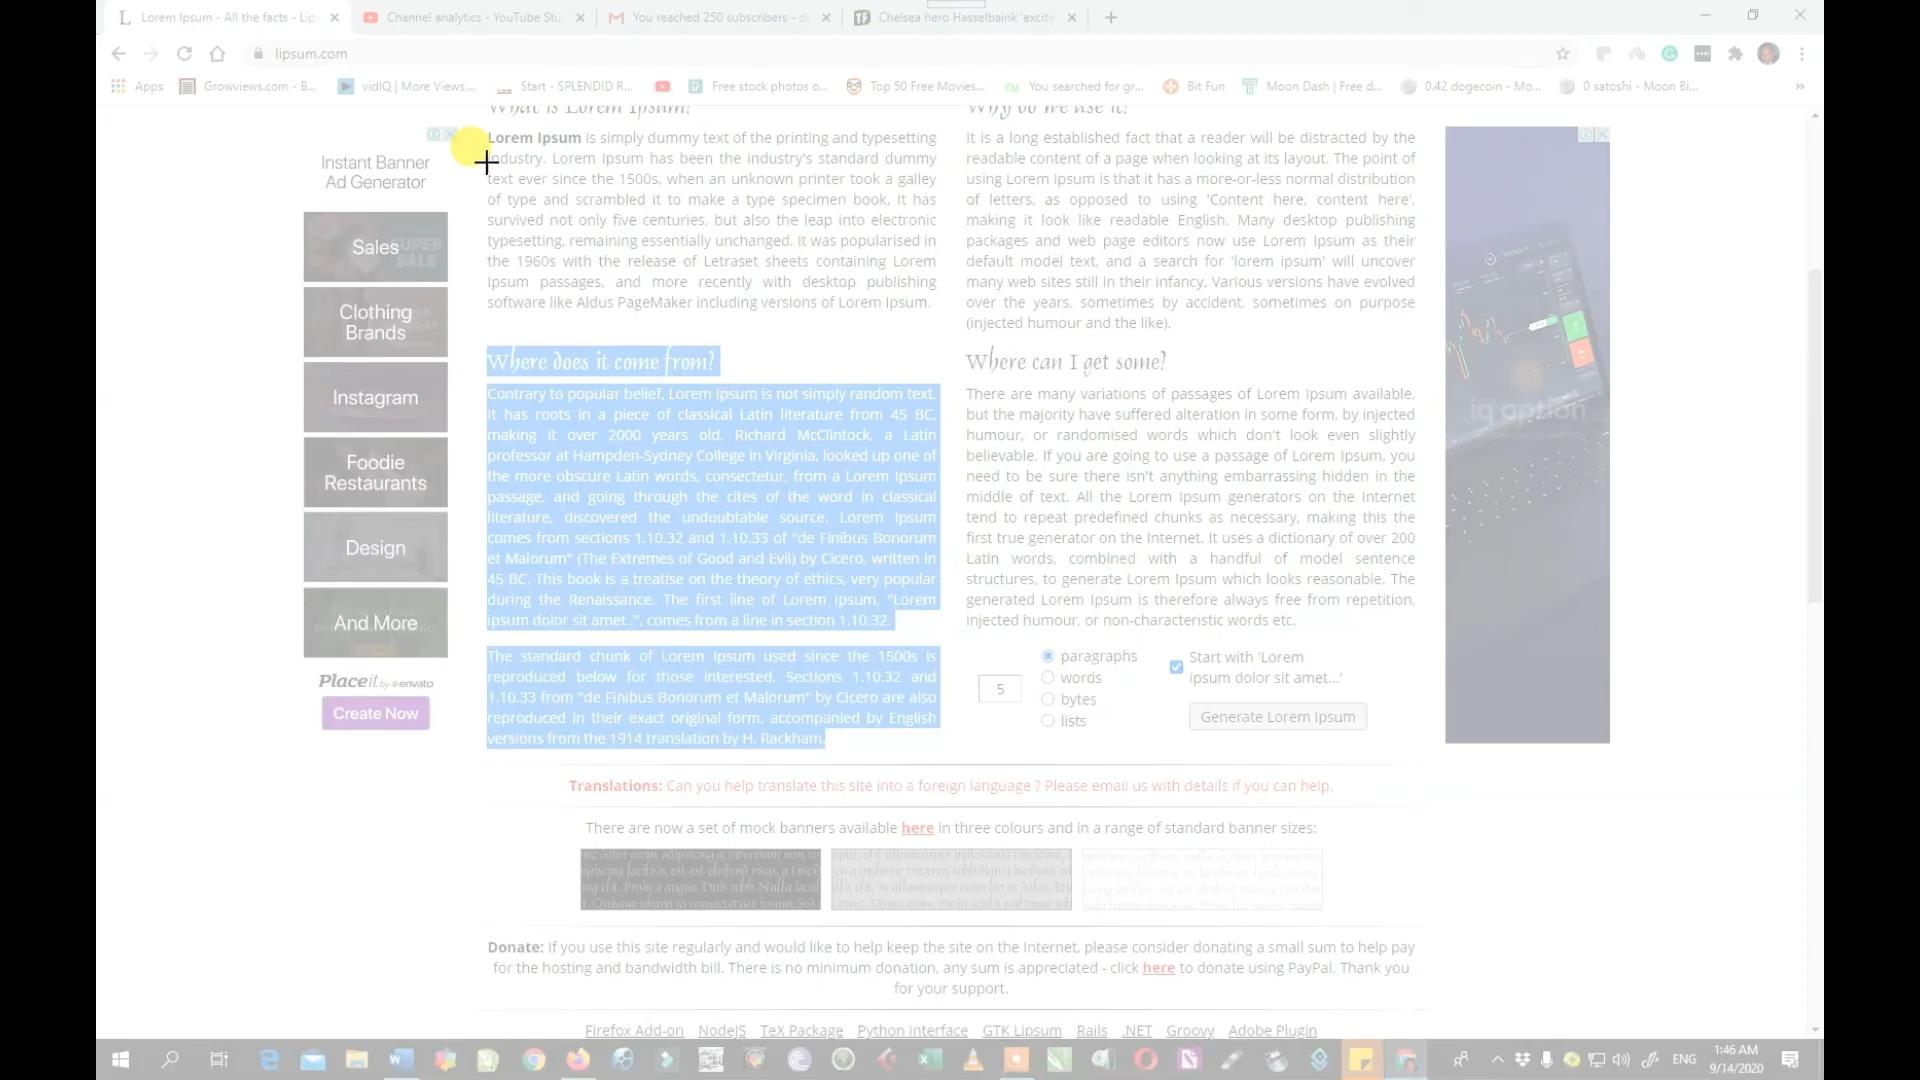 Lorem Ipsum - All the facts - Lip
Channel analytics - YouTube Stu
You reached 250 subscribers - d
Chelsea hero Hasselbaink 'excite
lipsum.com
Apps
Growviews.com - B...
vidIQ | More Views,...
Start - SPLENDID R...
Free stock photos o...
Top 50 Free Movies...
You searched for gr...
Bit Fun
Moon Dash | Free d...
0.42 dogecoin - Mo...
0 satoshi - Moon Bi...
»
Instant Banner
Ad Generator
Sales
SUPER
SALE
Clothing
Brands
Instagram
Foodie
Restaurants
Design
And More
Placeit by envato
Create Now
What is Lorem Ipsum?
Lorem Ipsum is simply dummy text of the printing and typesetting
industry. Lorem Ipsum has been the industry's standard dummy
text ever since the 1500s, when an unknown printer took a galley
of type and scrambled it to make a type specimen book. It has
survived not only five centuries, but also the leap into electronic
typesetting, remaining essentially unchanged. It was popularised in
the 1960s with the release of Letraset sheets containing Lorem
Ipsum passages, and more recently with desktop publishing
software like Aldus PageMaker including versions of Lorem Ipsum.
Where does it come from?
Contrary to popular belief, Lorem Ipsum is not simply random text.
It has roots in a piece of classical Latin literature from 45 BC,
making it over 2000 years old. Richard McClintock, a Latin
professor at Hampden-Sydney College in Virginia, looked up one of
the more obscure Latin words, consectetur, from a Lorem Ipsum
passage, and going through the cites of the word in classical
literature, discovered the undoubtable source. Lorem Ipsum
comes from sections 1.10.32 and 1.10.33 of "de Finibus Bonorum
et Malorum" (The Extremes of Good and Evil) by Cicero, written in
45 BC. This book is a treatise on the theory of ethics, very popular
during the Renaissance. The first line of Lorem Ipsum, "Lorem
ipsum dolor sit amet..", comes from a line in section 1.10.32.
The standard chunk of Lorem Ipsum used since the 1500s is
reproduced below for those interested. Sections 1.10.32 and
1.10.33 from "de Finibus Bonorum et Malorum" by Cicero are also
reproduced in their exact original form, accompanied by English
versions from the 1914 translation by H. Rackham.
Why do we use it?
It is a long established fact that a reader will be distracted by the
readable content of a page when looking at its layout. The point of
using Lorem Ipsum is that it has a more-or-less normal distribution
of letters, as opposed to using 'Content here, content here',
making it look like readable English. Many desktop publishing
packages and web page editors now use Lorem Ipsum as their
default model text, and a search for 'lorem ipsum' will uncover
many web sites still in their infancy. Various versions have evolved
over the years, sometimes by accident, sometimes on purpose
(injected humour and the like).
Where can I get some?
There are many variations of passages of Lorem Ipsum available,
but the majority have suffered alteration in some form, by injected
humour, or randomised words which don't look even slightly
believable. If you are going to use a passage of Lorem Ipsum, you
need to be sure there isn't anything embarrassing hidden in the
middle of text. All the Lorem Ipsum generators on the Internet
tend to repeat predefined chunks as necessary, making this the
first true generator on the Internet. It uses a dictionary of over 200
Latin words, combined with a handful of model sentence
structures, to generate Lorem Ipsum which looks reasonable. The
generated Lorem Ipsum is therefore always free from repetition,
injected humour, or non-characteristic words etc.
5
paragraphs
words
bytes
lists
Start with 'Lorem
ipsum dolor sit amet...'
Generate Lorem Ipsum
iq option
Translations: Can you help translate this site into a foreign language ? Please email us with details if you can help.
There are now a set of mock banners available here in three colours and in a range of standard banner sizes:
Donate: If you use this site regularly and would like to help keep the site on the Internet, please consider donating a small sum to help pay
for the hosting and bandwidth bill. There is no minimum donation, any sum is appreciated - click here to donate using PayPal. Thank you
for your support.
Firefox Add-on NodeJS TeX Package Python Interface GTK Lipsum Rails .NET Groovy Adobe Plugin
ENG
1:46 AM
9/14/2020